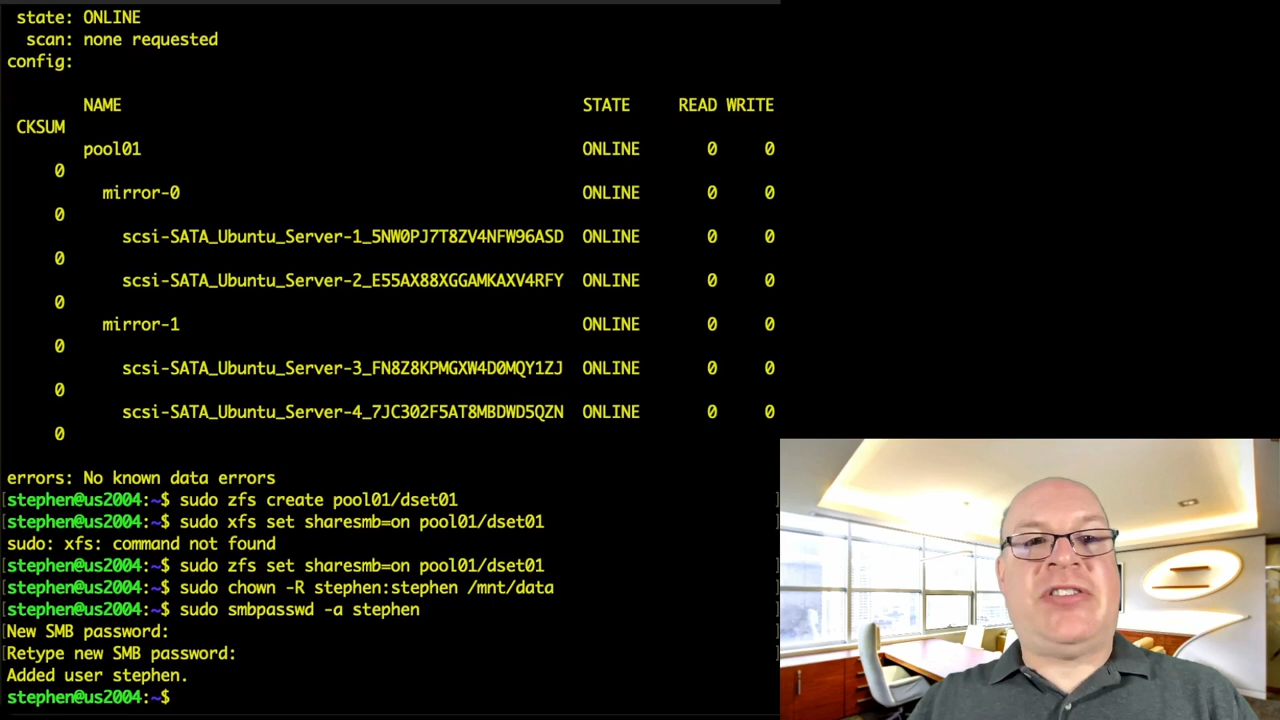 state: ONLINE
scan: none requested
config:
NAME STATE READ WRITE
CKSUM
pool01 ONLINE 0 0
0
mirror-0 ONLINE 0 0
0
scsi-SATA_Ubuntu_Server-1_5NW0PJ7T8ZV4NFW96ASD ONLINE 0 0
0
scsi-SATA_Ubuntu_Server-2_E55AX88XGGAMKAXV4RFY ONLINE 0 0
0
mirror-1 ONLINE 0 0
0
scsi-SATA_Ubuntu_Server-3_FN8Z8KPMGXW4D0MQY1ZJ ONLINE 0 0
0
scsi-SATA_Ubuntu_Server-4_7JC302F5AT8MBDWD5QZN ONLINE 0 0
0
errors: No known data errors
[stephen@us2004:~$ sudo zfs create pool01/dset01 ]
[stephen@us2004:~$ sudo xfs set sharesmb=on pool01/dset01 ]
sudo: xfs: command not found
[stephen@us2004:~$ sudo zfs set sharesmb=on pool01/dset01 ]
[stephen@us2004:~$ sudo chown -R stephen:stephen /mnt/data ]
[stephen@us2004:~$ sudo smbpasswd -a stephen ]
[New SMB password: ]
[Retype new SMB password: ]
Added user stephen.
stephen@us2004:~$